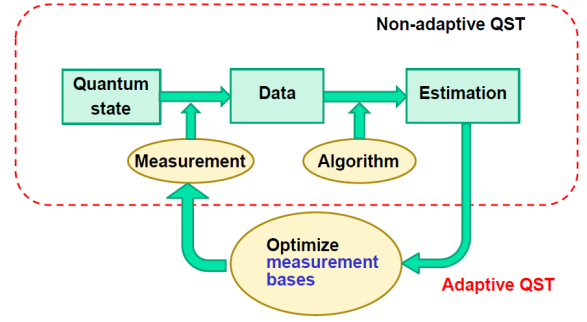 Non-adaptive QST
Quantum
state
Data
Estimation
Measurement
Algorithm
Optimize
measurement
bases
Adaptive QST